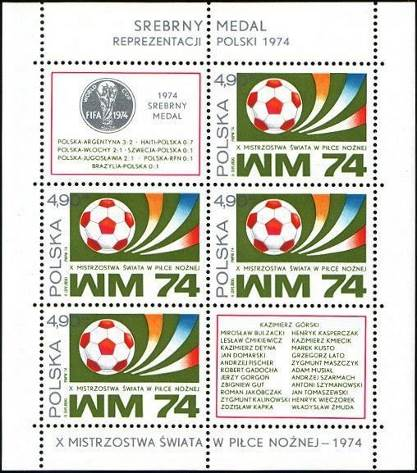 SREBRNY MEDAL
REPREZENTACJI POLSKI 1974
WORLD CUP
FIFA
1974
1974
SREBRNY
MEDAL
POLSKA-ARGENTYNA 3:2 · HAITI-POLSKA 0:7
POLSKA-WŁOCHY 2:1 · SZWECJA-POLSKA 0:1
POLSKA-JUGOSŁAWIA 2:1 · POLSKA-RFN 0:1
BRAZYLIA-POLSKA 0:1
4,90
POLSKA
X MISTRZOSTWA ŚWIATA W PIŁCE NOŻNEJ
WM 74
4,90
POLSKA
X MISTRZOSTWA ŚWIATA W PIŁCE NOŻNEJ
WM 74
4,90
POLSKA
X MISTRZOSTWA ŚWIATA W PIŁCE NOŻNEJ
WM 74
4,90
POLSKA
X MISTRZOSTWA ŚWIATA W PIŁCE NOŻNEJ
WM 74
KAZIMIERZ GÓRSKI
MIROSŁAW BULZACKI HENRYK KASPERCZAK
LESŁAW ĆMIKIEWICZ KAZIMIERZ KMIECIK
KAZIMIERZ DEYNA MAREK KUSTO
JAN DOMARSKI GRZEGORZ LATO
ANDRZEJ FISCHER ZYGMUNT MASZCZYK
ROBERT GADOCHA ADAM MUSIAŁ
JERZY GORGOŃ ANDRZEJ SZARMACH
ZBIGNIEW GUT ANTONI SZYMANOWSKI
ROMAN JAKOBCZAK JAN TOMASZEWSKI
ZYGMUNT KALINOWSKI HENRYK WIECZOREK
ZDZISŁAW KAPKA WŁADYSŁAW ŻMUDA
X MISTRZOSTWA ŚWIATA W PIŁCE NOŻNEJ-1974